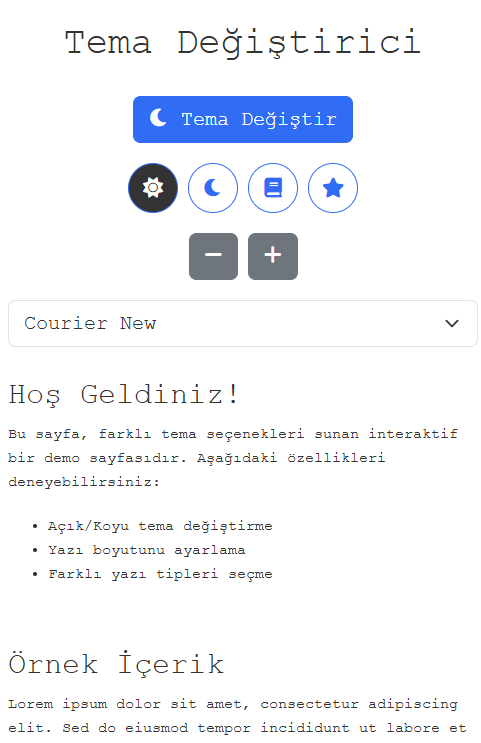 Tema Değiştirici
Tema Değiştir
Courier New
Hoş Geldiniz!
Bu sayfa, farklı tema seçenekleri sunan interaktif
bir demo sayfasıdır. Aşağıdaki özellikleri
deneyebilirsiniz:
• Açık/Koyu tema değiştirme
• Yazı boyutunu ayarlama
• Farklı yazı tipleri seçme
Örnek İçerik
Lorem ipsum dolor sit amet, consectetur adipiscing
elit. Sed do eiusmod tempor incididunt ut labore et